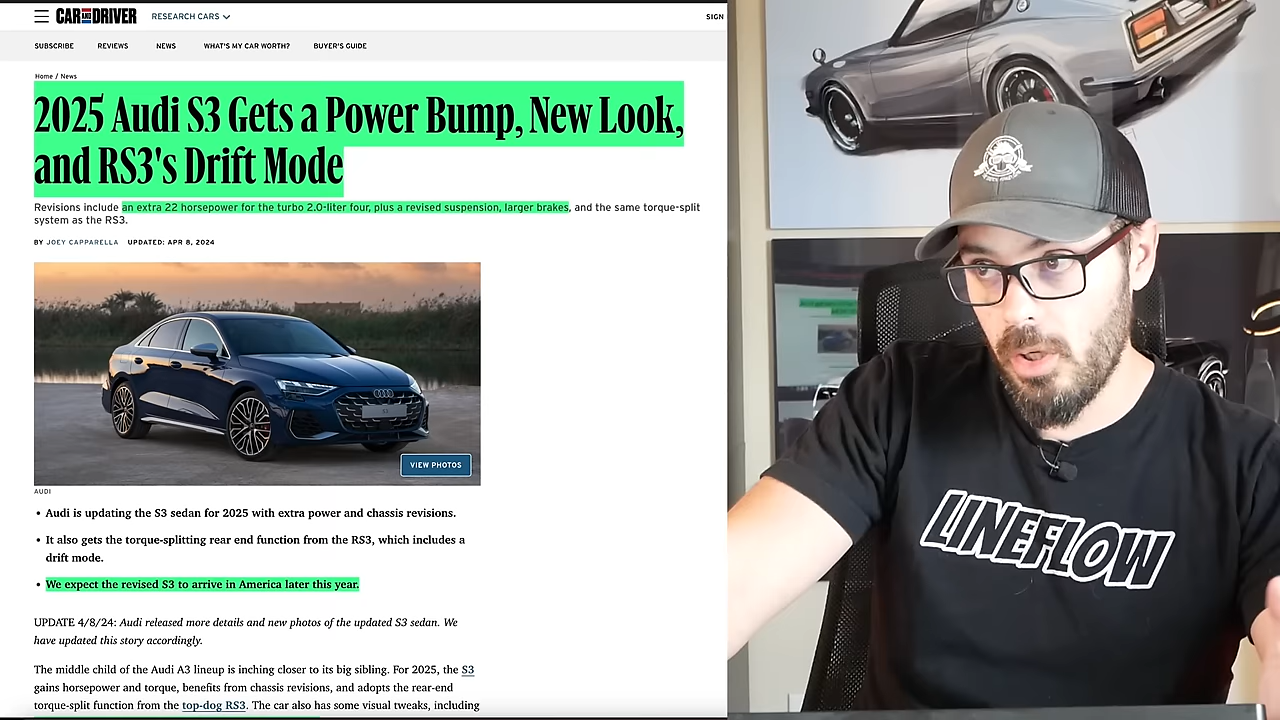 CAR AND DRIVER RESEARCH CARS SIGN
SUBSCRIBE REVIEWS NEWS WHAT'S MY CAR WORTH? BUYER'S GUIDE
Home / News
2025 Audi S3 Gets a Power Bump, New Look,
and RS3's Drift Mode
Revisions include an extra 22 horsepower for the turbo 2.0-liter four, plus a revised suspension, larger brakes, and the same torque-split
system as the RS3.
BY JOEY CAPPARELLA UPDATED: APR 8, 2024
S3
VIEW PHOTOS
AUDI
• Audi is updating the S3 sedan for 2025 with extra power and chassis revisions.
• It also gets the torque-splitting rear end function from the RS3, which includes a
drift mode.
• We expect the revised S3 to arrive in America later this year.
UPDATE 4/8/24: Audi released more details and new photos of the updated S3 sedan. We
have updated this story accordingly.
The middle child of the Audi A3 lineup is inching closer to its big sibling. For 2025, the S3
gains horsepower and torque, benefits from chassis revisions, and adopts the rear-end
torque-split function from the top-dog RS3. The car also has some visual tweaks, including
LINEFLOW